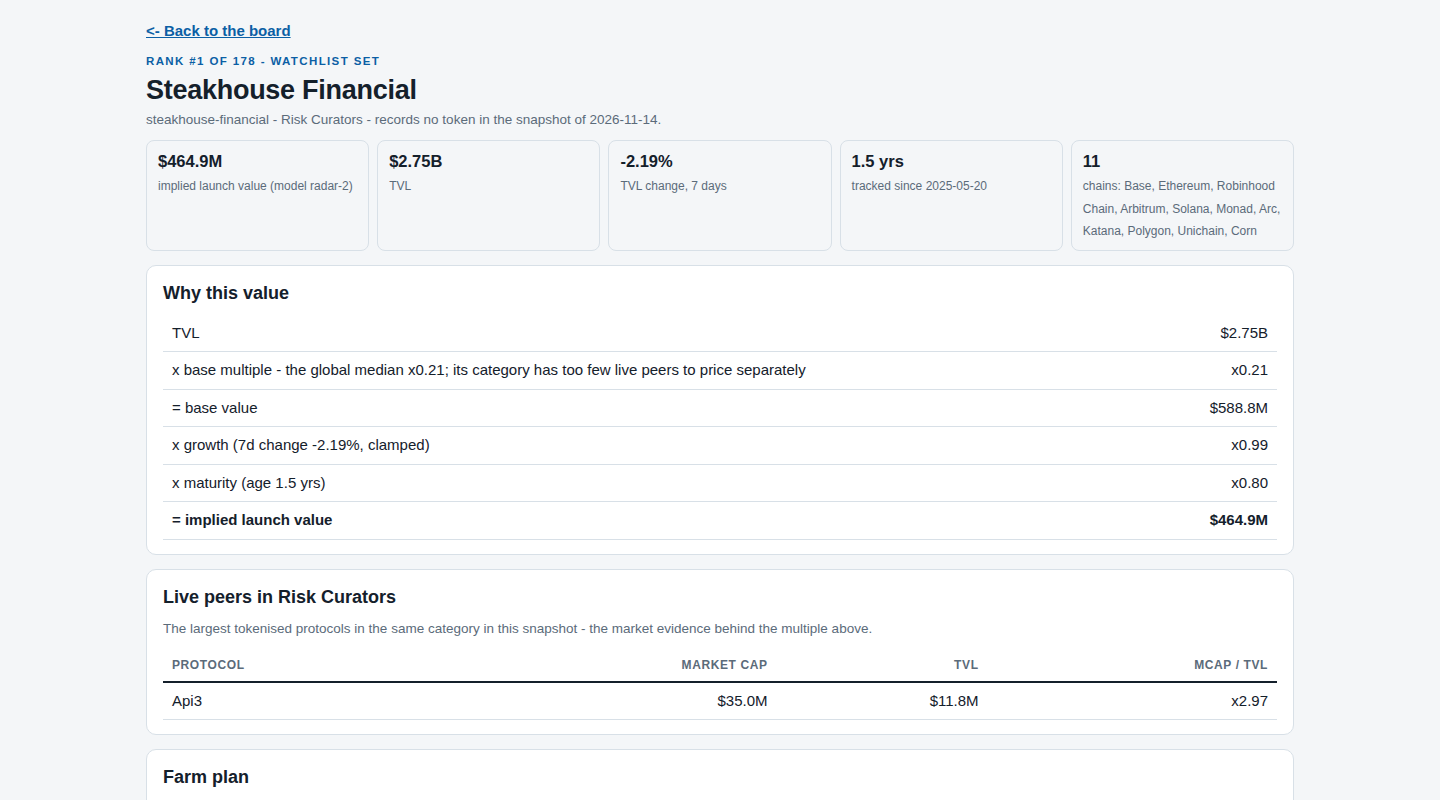 <- Back to the board
RANK #1 OF 178 - WATCHLIST SET
Steakhouse Financial
steakhouse-financial - Risk Curators - records no token in the snapshot of 2026-11-14.
$464.9M
implied launch value (model radar-2)
$2.75B
TVL
-2.19%
TVL change, 7 days
1.5 yrs
tracked since 2025-05-20
11
chains: Base, Ethereum, Robinhood
Chain, Arbitrum, Solana, Monad, Arc,
Katana, Polygon, Unichain, Corn
Why this value
TVL $2.75B
x base multiple - the global median x0.21; its category has too few live peers to price separately x0.21
= base value $588.8M
x growth (7d change -2.19%, clamped) x0.99
x maturity (age 1.5 yrs) x0.80
= implied launch value $464.9M
Live peers in Risk Curators
The largest tokenised protocols in the same category in this snapshot - the market evidence behind the multiple above.
PROTOCOL MARKET CAP TVL MCAP / TVL
Api3 $35.0M $11.8M x2.97
Farm plan